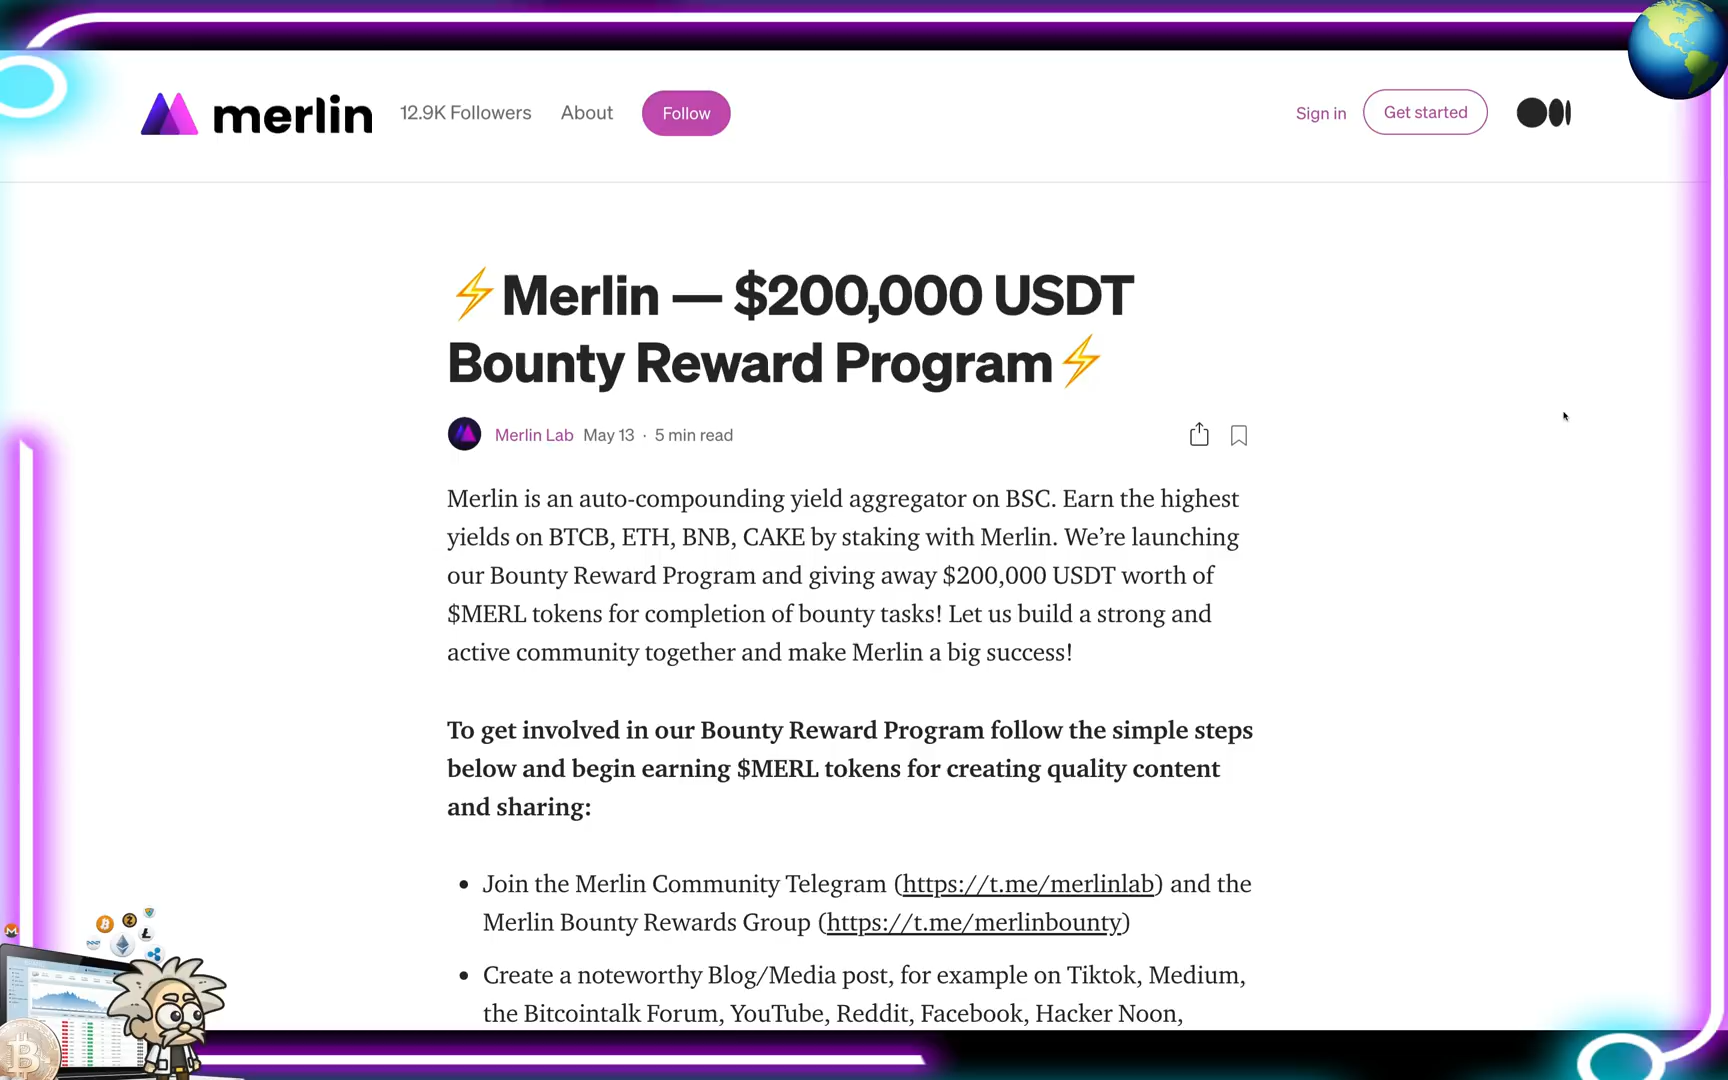 merlin 12.9K Followers About Follow Sign in Get started
⚡Merlin — $200,000 USDT
Bounty Reward Program⚡
Merlin Lab May 13 · 5 min read
Merlin is an auto-compounding yield aggregator on BSC. Earn the highest
yields on BTCB, ETH, BNB, CAKE by staking with Merlin. We’re launching
our Bounty Reward Program and giving away $200,000 USDT worth of
$MERL tokens for completion of bounty tasks! Let us build a strong and
active community together and make Merlin a big success!
To get involved in our Bounty Reward Program follow the simple steps
below and begin earning $MERL tokens for creating quality content
and sharing:
• Join the Merlin Community Telegram (https://t.me/merlinlab) and the
Merlin Bounty Rewards Group (https://t.me/merlinbounty)
• Create a noteworthy Blog/Media post, for example on Tiktok, Medium,
the Bitcointalk Forum, YouTube, Reddit, Facebook, Hacker Noon,